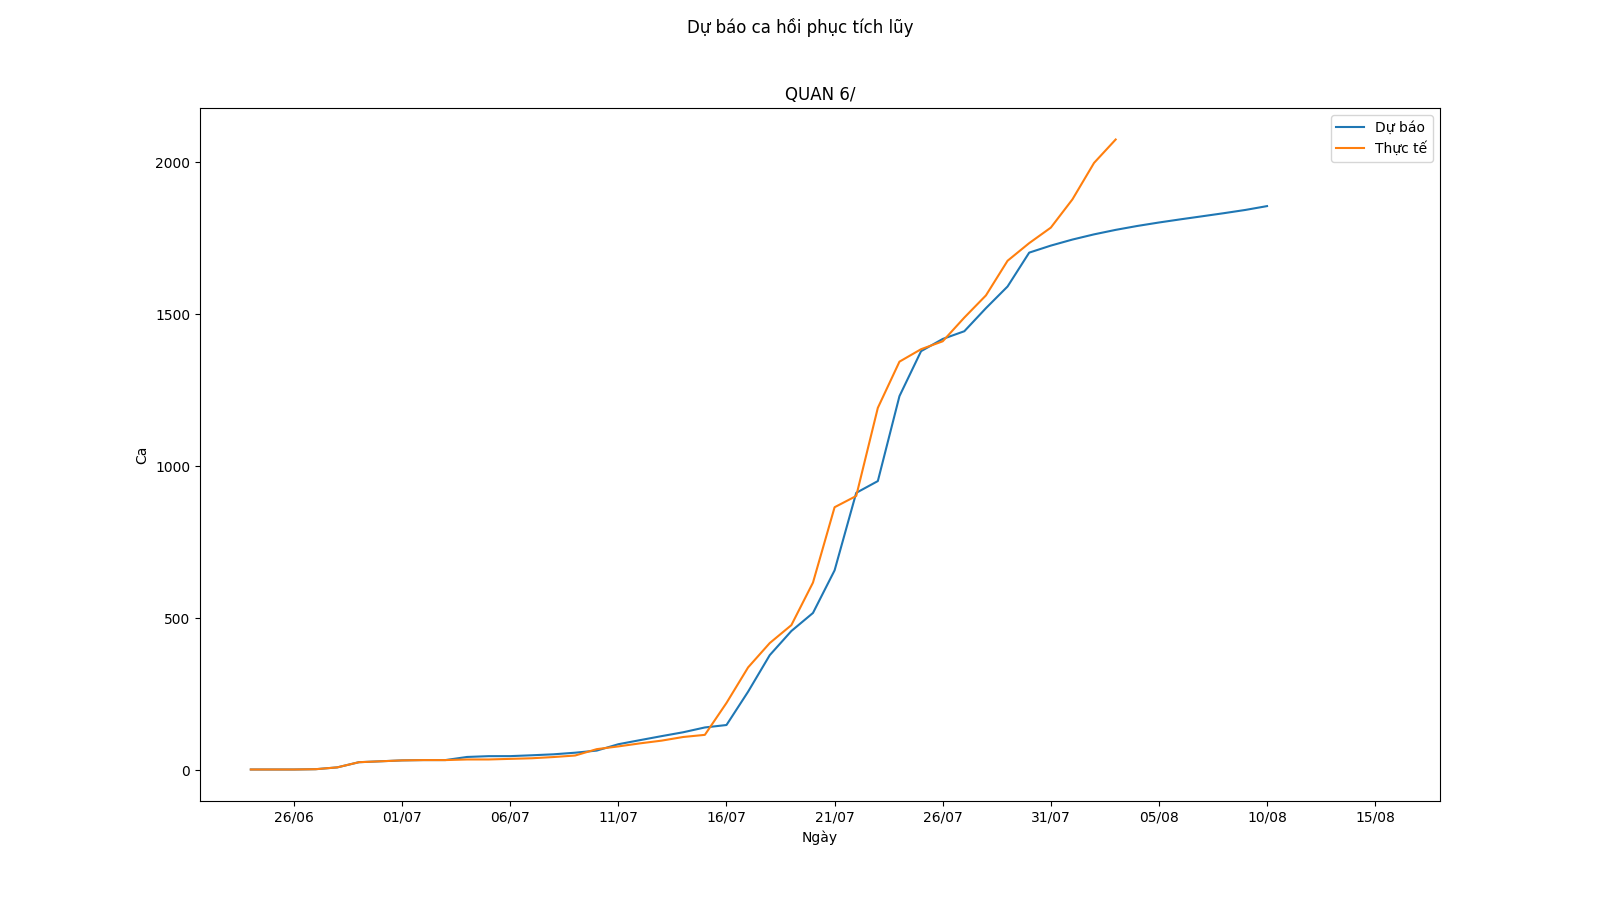 Dự báo ca hồi phục tích lũy
QUAN 6/
Dự báo
Thực tế
2000
1500
1000
500
0
Ca
26/06 01/07 06/07 11/07 16/07 21/07 26/07 31/07 05/08 10/08 15/08
Ngày